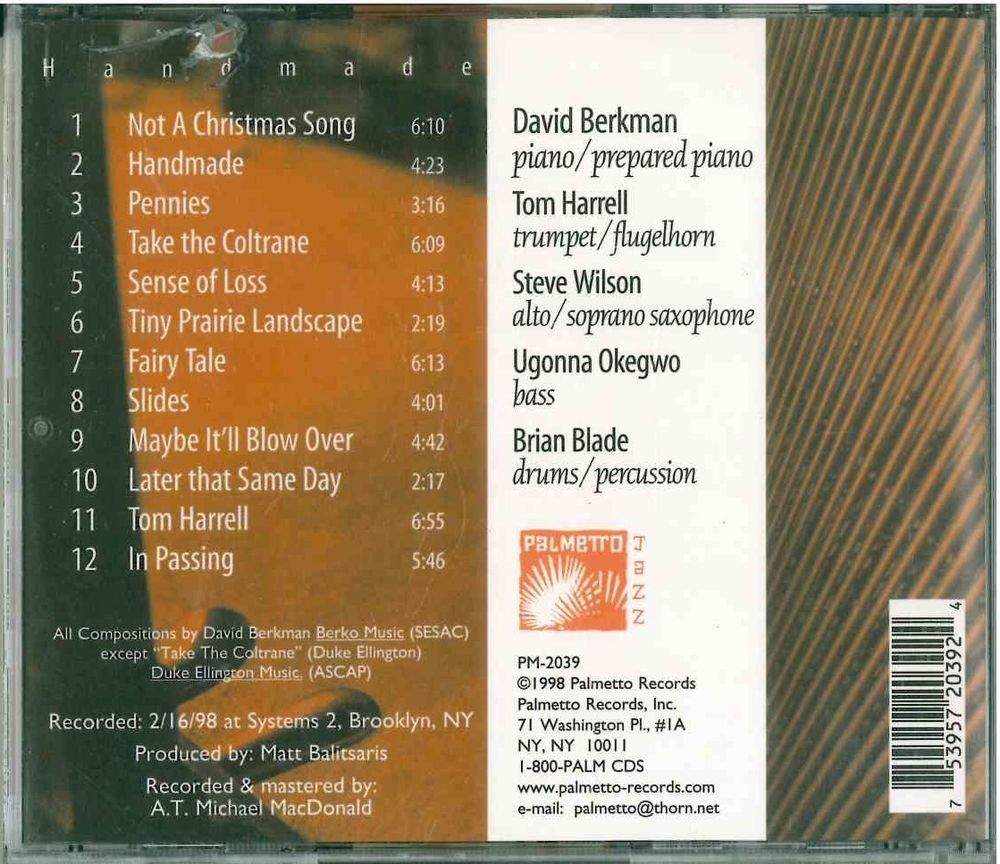 Handmade
1 Not A Christmas Song 6:10
2 Handmade 4:23
3 Pennies 3:16
4 Take the Coltrane 6:09
5 Sense of Loss 4:13
6 Tiny Prairie Landscape 2:19
7 Fairy Tale 6:13
8 Slides 4:01
9 Maybe It'll Blow Over 4:42
10 Later that Same Day 2:17
11 Tom Harrell 6:55
12 In Passing 5:46
All Compositions by David Berkman Berko Music (SESAC)
except "Take The Coltrane" (Duke Ellington)
Duke Ellington Music. (ASCAP)
Recorded: 2/16/98 at Systems 2, Brooklyn, NY
Produced by: Matt Balitsaris
Recorded & mastered by:
A.T. Michael MacDonald
David Berkman
piano/prepared piano
Tom Harrell
trumpet/flugelhorn
Steve Wilson
alto/soprano saxophone
Ugonna Okegwo
bass
Brian Blade
drums/percussion
PALMETTO
Jazz
PM-2039
©1998 Palmetto Records
Palmetto Records, Inc.
71 Washington Pl., #1A
NY, NY 10011
1-800-PALM CDS
www.palmetto-records.com
e-mail: palmetto@thorn.net
7 53957 20392 4